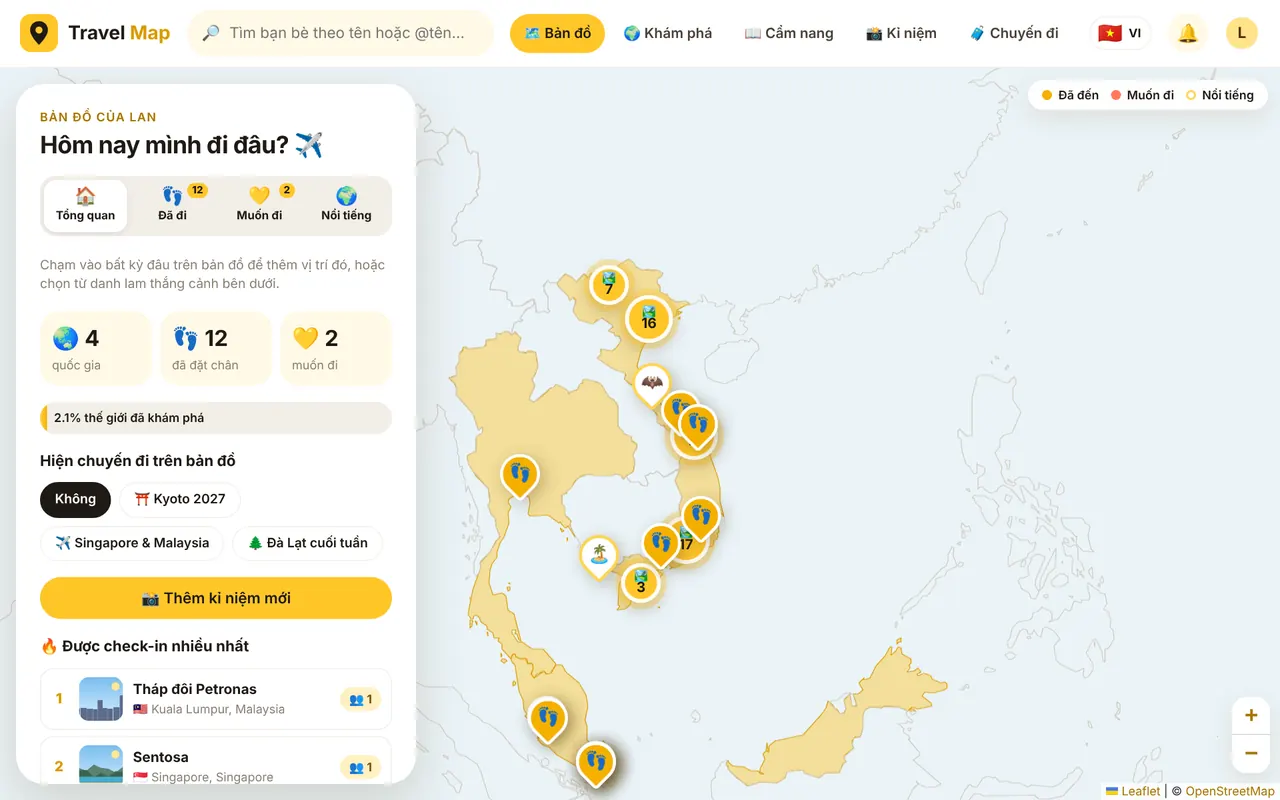 Travel Map
Tìm bạn bè theo tên hoặc @tên...
Bản đồ
Khám phá
Cẩm nang
Kỉ niệm
Chuyến đi
VI
L
Đã đến
Muốn đi
Nổi tiếng
BẢN ĐỒ CỦA LAN
Hôm nay mình đi đâu?
Tổng quan
12
Đã đi
2
Muốn đi
Nổi tiếng
Chạm vào bất kỳ đâu trên bản đồ để thêm vị trí đó, hoặc
chọn từ danh lam thắng cảnh bên dưới.
4
quốc gia
12
đã đặt chân
2
muốn đi
2.1% thế giới đã khám phá
Hiện chuyến đi trên bản đồ
Không
Kyoto 2027
Singapore & Malaysia
Đà Lạt cuối tuần
Thêm kỉ niệm mới
Được check-in nhiều nhất
1
Tháp đôi Petronas
Kuala Lumpur, Malaysia
1
2
Sentosa
Singapore, Singapore
1
7
16
17
3
+
−
Leaflet | © OpenStreetMap